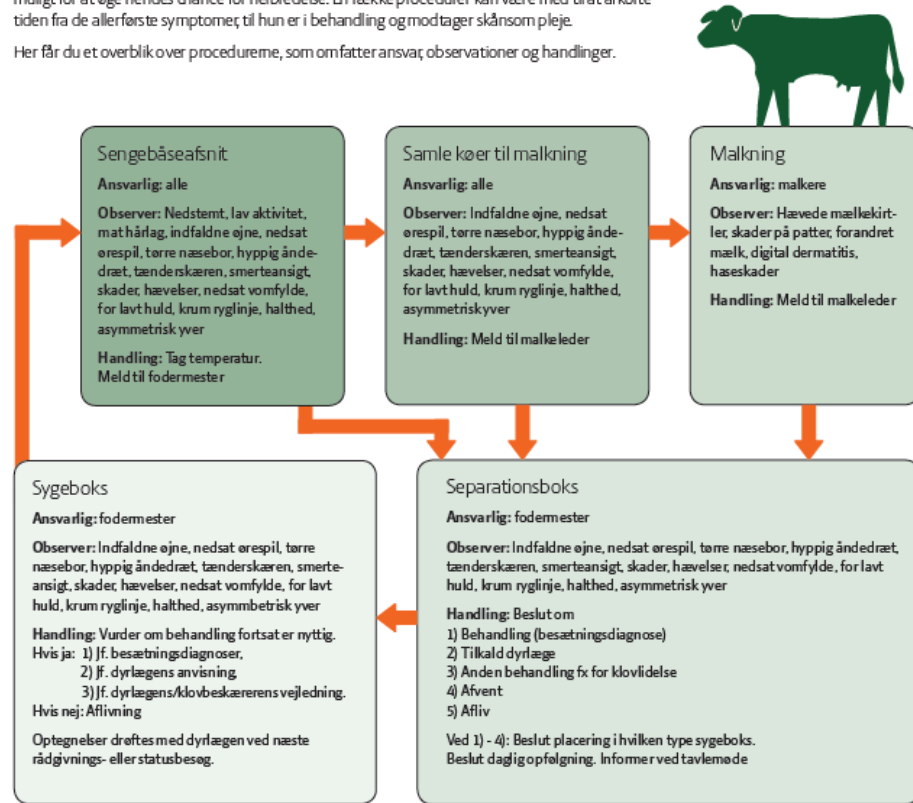 tiden fra de allerførste symptomer, til hun er i behandling og modtager skånsom pleje.
Her får du et overblik over procedurerne, som omfatter ansvar, observationer og handlinger.
Sengebåseafsnit
Ansvarlig: alle
Observer: Nedstemt, lav aktivitet,
mat hårlag, indfaldne øjne, nedsat
ørespil, tørre næsebor, hyppig ånde-
dræt, tænderskæren, smerteansigt,
skader, hævelser, nedsat vomfylde,
for lavt huld, krum ryglinje, halthed,
asymmetrisk yver
Handling: Tag temperatur.
Meld til fodermester
Samle køer til malkning
Ansvarlig: alle
Observer: Indfaldne øjne, nedsat
ørespil, tørre næsebor, hyppig ånde-
dræt, tænderskæren, smerteansigt,
skader, hævelser, nedsat vomfylde,
for lavt huld, krum ryglinje, halthed,
asymmetrisk yver
Handling: Meld til malkeleder
Malkning
Ansvarlig: malkere
Observer: Hævede mælkekirt-
ler, skader på patter, forandret
mælk, digital dermatitis,
haseskader
Handling: Meld til malkeleder
Sygeboks
Ansvarlig: fodermester
Observer: Indfaldne øjne, nedsat ørespil, tørre
næsebor, hyppig åndedræt, tænderskæren, smerte-
ansigt, skader, hævelser, nedsat vomfylde, for lavt
huld, krum ryglinje, halthed, asymmbetrisk yver
Handling: Vurder om behandling fortsat er nyttig.
Hvis ja: 1) Jf. besætningsdiagnoser,
2) Jf. dyrlægens anvisning,
3) Jf. dyrlægens/klovbeskærerens vejledning.
Hvis nej: Aflivning
Optegnelser drøftes med dyrlægen ved næste
rådgivnings- eller statusbesøg.
Separationsboks
Ansvarlig: fodermester
Observer: Indfaldne øjne, nedsat ørespil, tørre næsebor, hyppig åndedræt,
tænderskæren, smerteansigt, skader, hævelser, nedsat vomfylde, for lavt
huld, krum ryglinje, halthed, asymmetrisk yver
Handling: Beslut om
1) Behandling (besætningsdiagnose)
2) Tilkald dyrlæge
3) Anden behandling fx for klovlidelse
4) Afvent
5) Afliv
Ved 1) - 4): Beslut placering i hvilken type sygeboks.
Beslut daglig opfølgning. Informer ved tavlemøde